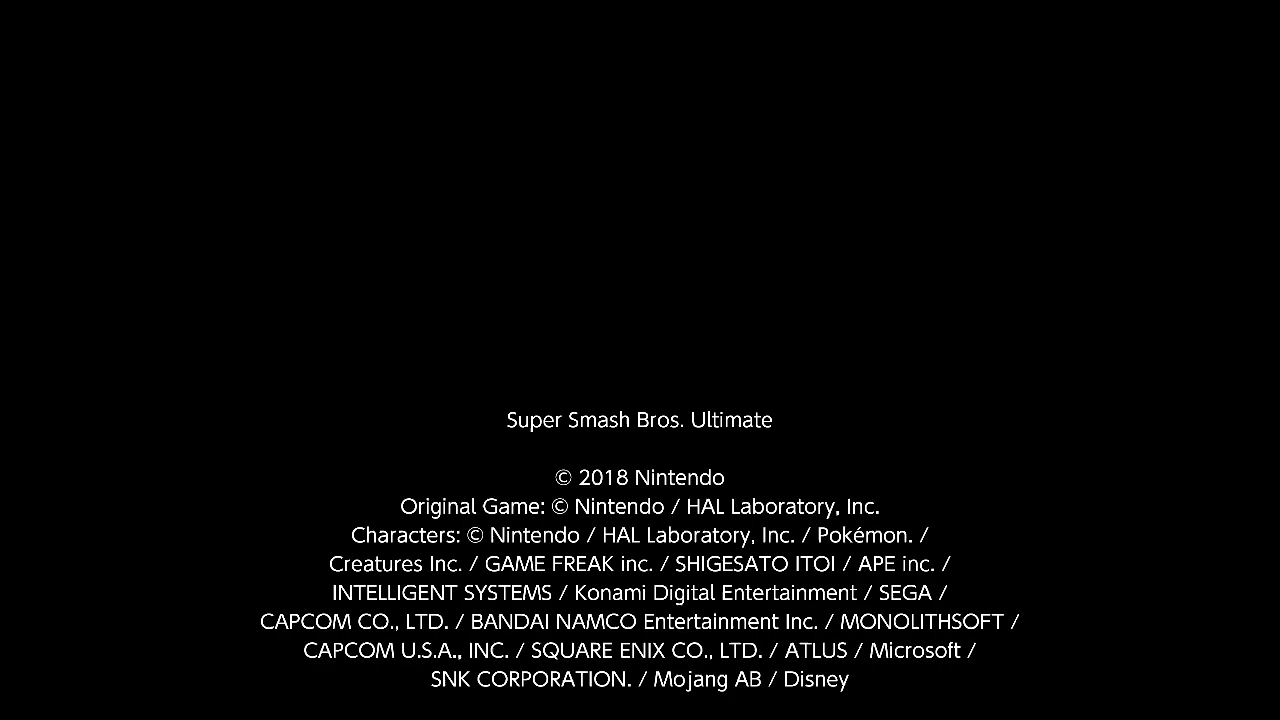 Super Smash Bros. Ultimate
© 2018 Nintendo
Original Game: © Nintendo / HAL Laboratory, Inc.
Characters: © Nintendo / HAL Laboratory, Inc. / Pokémon. /
Creatures Inc. / GAME FREAK inc. / SHIGESATO ITOI / APE inc. /
INTELLIGENT SYSTEMS / Konami Digital Entertainment / SEGA /
CAPCOM CO., LTD. / BANDAI NAMCO Entertainment Inc. / MONOLITHSOFT /
CAPCOM U.S.A., INC. / SQUARE ENIX CO., LTD. / ATLUS / Microsoft /
SNK CORPORATION. / Mojang AB / Disney